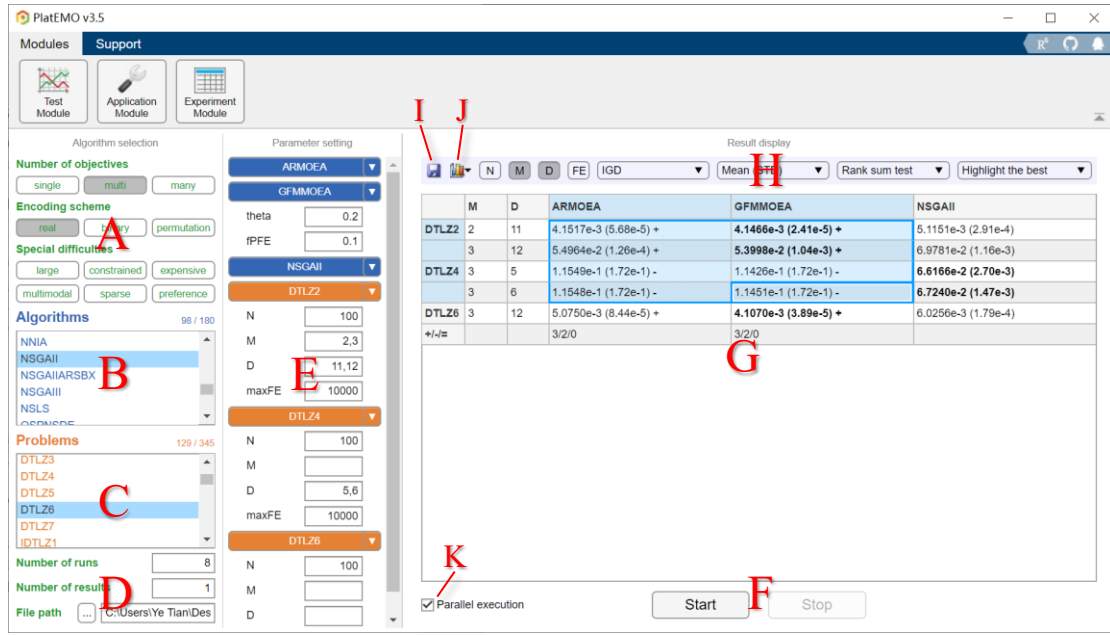 PlatEMO v3.5
Modules Support
Test Module
Application Module
Experiment Module
I J
Algorithm selection
Number of objectives
single multi many
Encoding scheme
real binary permutation
A
Special difficulties
large constrained expensive
multimodal sparse preference
Algorithms 98 / 180
NNIA
NSGAII
NSGAIIARSBX
NSGAIII
NSLS
OSPNSDE
B
Problems 129 / 345
DTLZ3
DTLZ4
DTLZ5
DTLZ6
DTLZ7
IDTLZ1
C
Number of runs 8
Number of results 1
D
File path ... C:\Users\Ye Tian\Des
Parameter setting
ARMOEA
GFMMOEA
theta 0.2
fPFE 0.1
NSGAII
DTLZ2
N 100
M 2,3
D 11,12
E
maxFE 10000
DTLZ4
N 100
M
D 5,6
maxFE 10000
DTLZ6
N 100
M
D
Result display
N M D FE IGD Mean (STD) Rank sum test Highlight the best
H
M D ARMOEA GFMMOEA NSGAII
DTLZ2 2 11 4.1517e-3 (5.68e-5) + 4.1466e-3 (2.41e-5) + 5.1151e-3 (2.91e-4)
3 12 5.4964e-2 (1.26e-4) + 5.3998e-2 (1.04e-3) + 6.9781e-2 (1.16e-3)
DTLZ4 3 5 1.1549e-1 (1.72e-1) - 1.1426e-1 (1.72e-1) - 6.6166e-2 (2.70e-3)
3 6 1.1548e-1 (1.72e-1) - 1.1451e-1 (1.72e-1) - 6.7240e-2 (1.47e-3)
DTLZ6 3 12 5.0750e-3 (8.44e-5) + 4.1070e-3 (3.89e-5) + 6.0256e-3 (1.79e-4)
+/-/= 3/2/0 3/2/0
G
K
Parallel execution Start F Stop